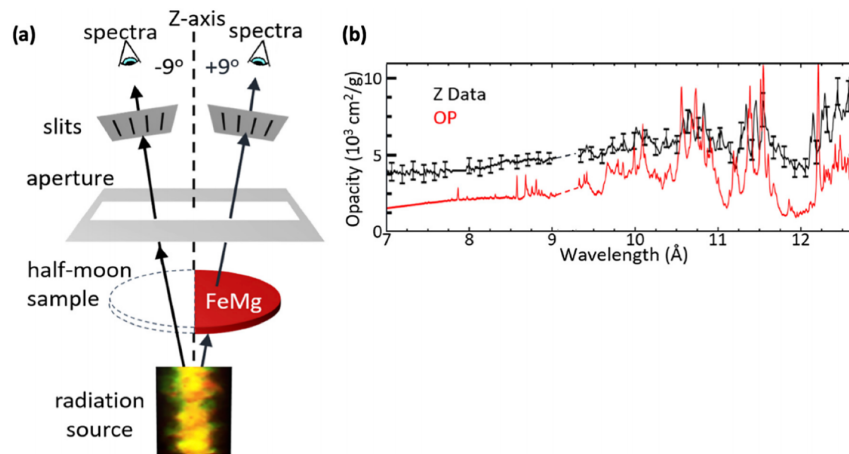 (a)
Z-axis
spectra
spectra
-9°
+9°
slits
aperture
half-moon
sample
FeMg
radiation
source
(b)
Z Data
OP
Opacity (10³ cm²/g)
10
5
0
7
8
9
10
11
12
Wavelength (Å)